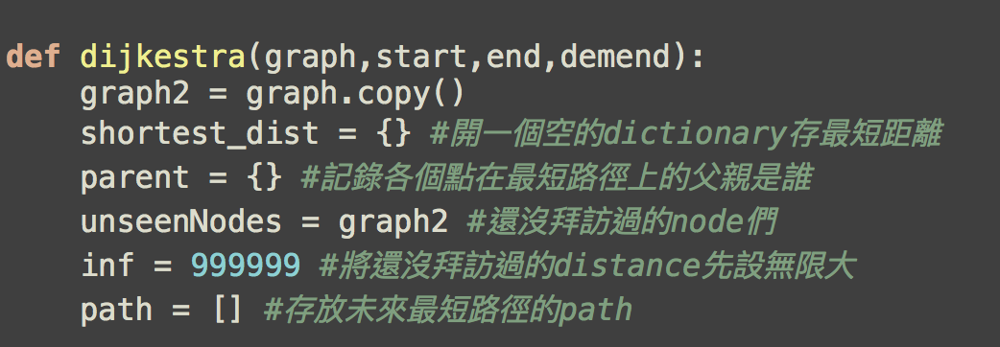 def dijkestra(graph,start,end,demend):
    graph2 = graph.copy()
    shortest_dist = {} #開一個空的dictionary存最短距離
    parent = {} #記錄各個點在最短路徑上的父親是誰
    unseenNodes = graph2 #還沒拜訪過的node們
    inf = 999999 #將還沒拜訪過的distance先設無限大
    path = [] #存放未來最短路徑的path